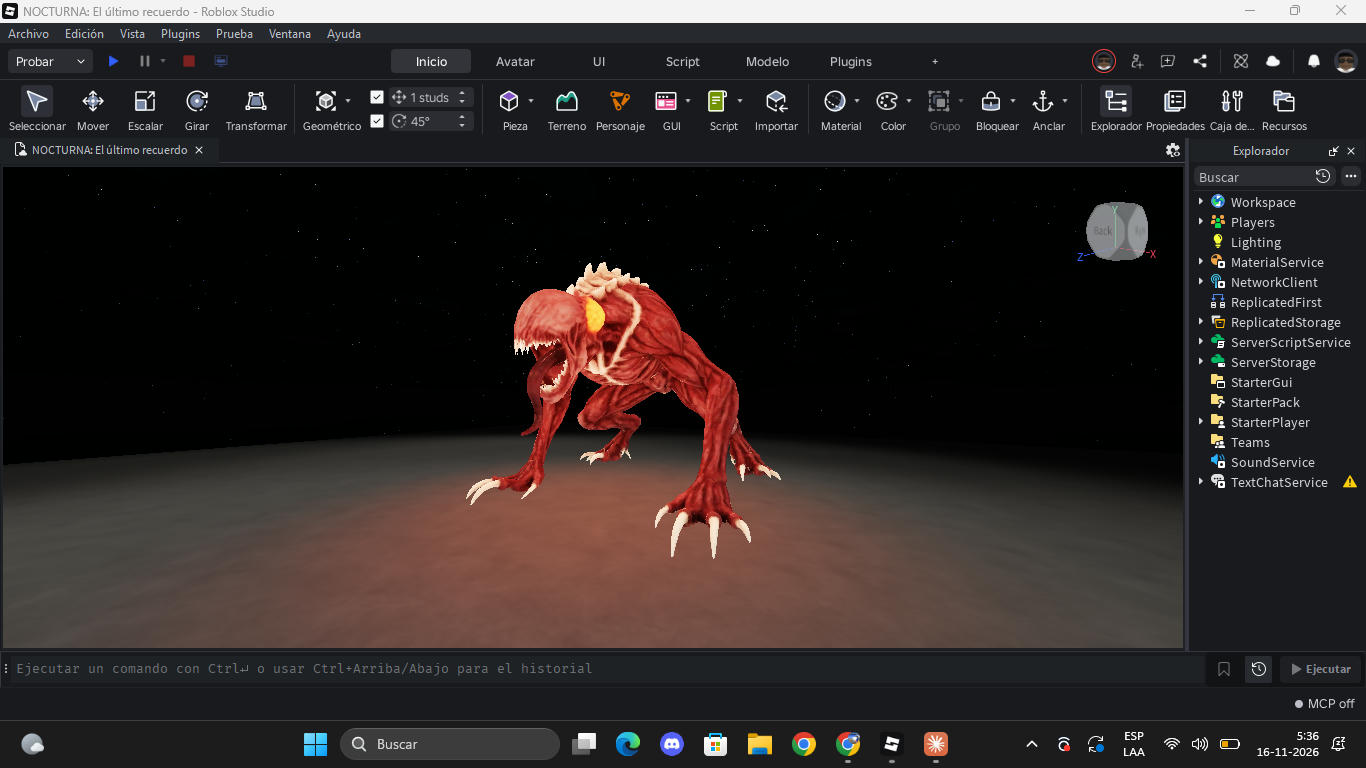 NOCTURNA: El último recuerdo - Roblox Studio
Archivo Edición Vista Plugins Prueba Ventana Ayuda
Probar Inicio Avatar UI Script Modelo Plugins +
1 studs
45°
Seleccionar Mover Escalar Girar Transformar Geométrico Pieza Terreno Personaje GUI Script Importar Material Color Grupo Bloquear Anclar Explorador Propiedades Caja de... Recursos
NOCTURNA: El último recuerdo
Explorador
Buscar
Workspace
Players
Lighting
MaterialService
NetworkClient
ReplicatedFirst
ReplicatedStorage
ServerScriptService
ServerStorage
StarterGui
StarterPack
StarterPlayer
Teams
SoundService
TextChatService
Y
Back
Z
X
Ejecutar un comando con Ctrl↵ o usar Ctrl+Arriba/Abajo para el historial
Ejecutar
MCP off
Buscar
ESP
LAA
5:36
16-11-2026